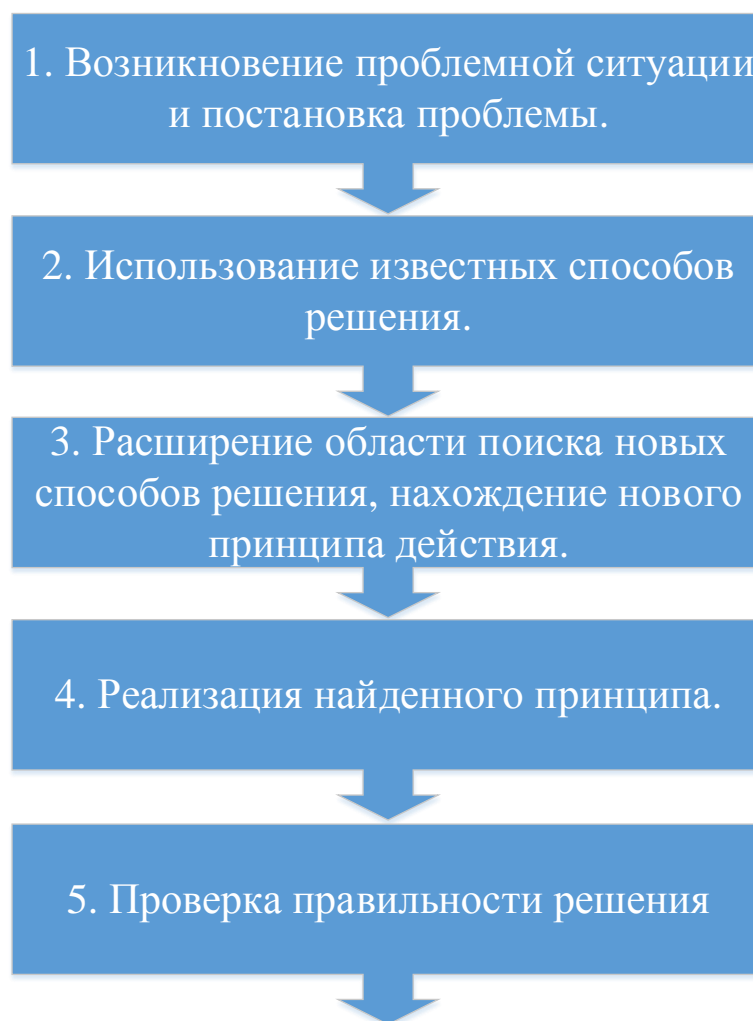 1. Возникновение проблемной ситуации
и постановка проблемы.
2. Использование известных способов
решения.
3. Расширение области поиска новых
способов решения, нахождение нового
принципа действия.
4. Реализация найденного принципа.
5. Проверка правильности решения